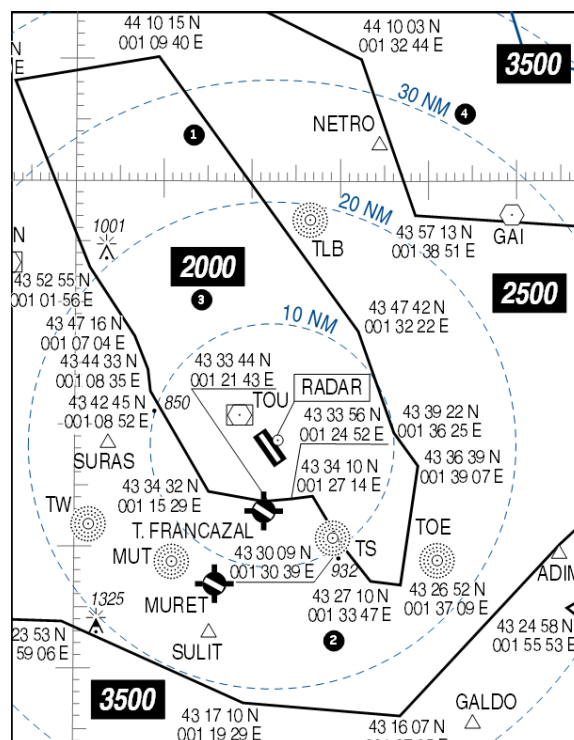 44 10 15 N
001 09 40 E
44 10 03 N
001 32 44 E
N
E
3500
30 NM
4
1
NETRO
1001
20 NM
TLB
43 57 13 N
001 38 51 E
GAI
N
2000
43 52 55 N
001 01 56 E
3
2500
43 47 16 N
001 07 04 E
10 NM
43 47 42 N
001 32 22 E
43 44 33 N
001 08 35 E
43 33 44 N
001 21 43 E
RADAR
43 42 45 N
001 08 52 E
850
TOU
43 33 56 N
001 24 52 E
43 39 22 N
001 36 25 E
SURAS
43 34 10 N
001 27 14 E
43 36 39 N
001 39 07 E
43 34 32 N
001 15 29 E
TW
T. FRANCAZAL
TS
TOE
MUT
43 30 09 N
001 30 39 E
932
ADIM
MURET
43 27 10 N
001 33 47 E
43 26 52 N
001 37 09 E
1325
23 53 N
59 06 E
SULIT
2
43 24 58 N
001 55 53 E
3500
43 17 10 N
001 19 29 E
GALDO
43 16 07 N